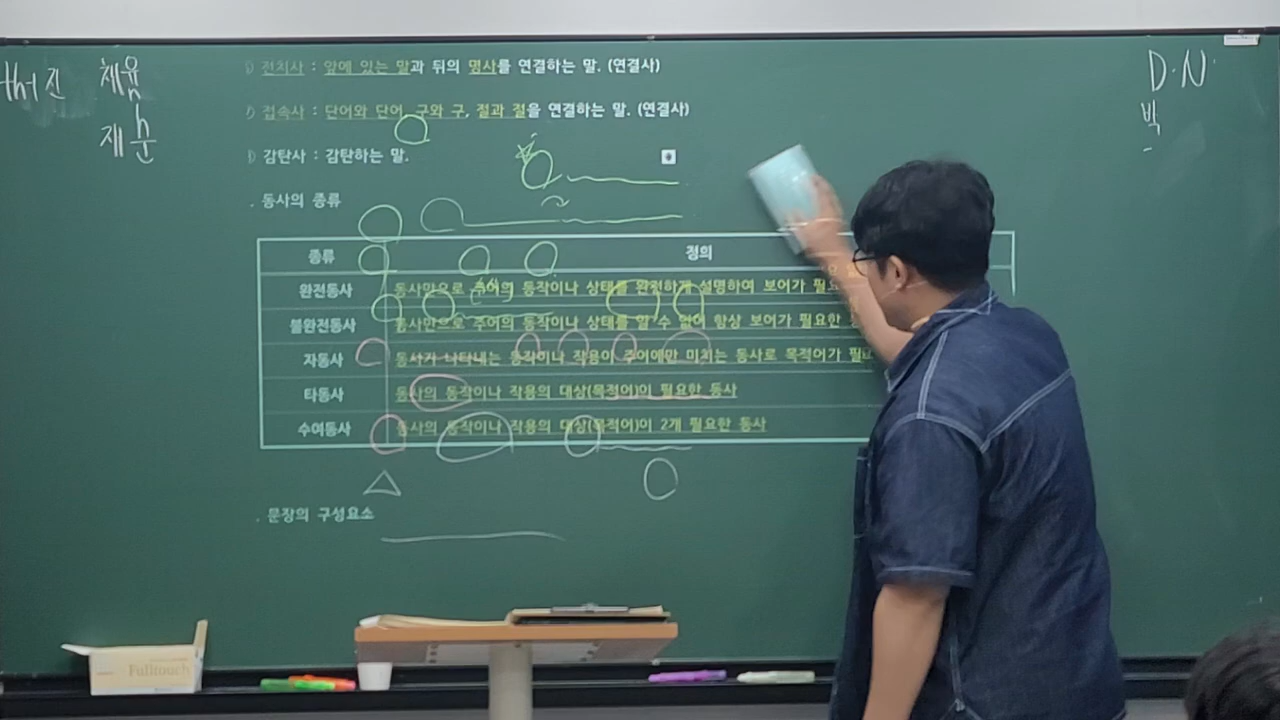 체육
D.N
전치사 : 앞에 있는 말과 뒤의 명사를 연결하는 말. (연결사)
접속사 : 단어와 단어, 구와 구, 절과 절을 연결하는 말. (연결사)
감탄사 : 감탄하는 말.
. 동사의 종류
종류 정의
완전동사 동사만으로 주어의 동작이나 상태를 완전하게 설명하여 보어가 필요
불완전동사 동사만으로 주어의 동작이나 상태를 알 수 없어 항상 보어가 필요한
자동사 동사가 나타내는 동작이나 작용이 주어에만 미치는 동사로 목적어가 필요
타동사 동사의 동작이나 작용의 대상(목적어)이 필요한 동사
수여동사 동사의 동작이나 작용의 대상(목적어)이 2개 필요한 동사
. 문장의 구성요소
Fulltouch